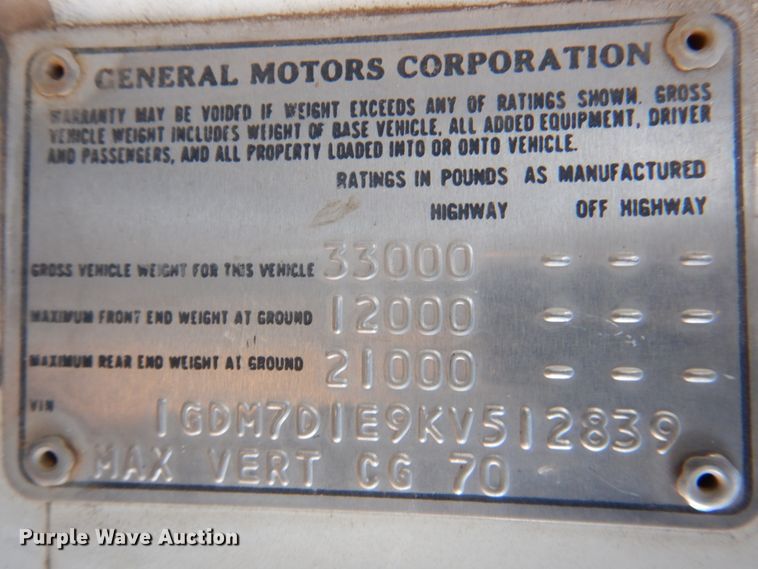 GENERAL MOTORS CORPORATION
WARRANTY MAY BE VOIDED IF WEIGHT EXCEEDS ANY OF RATINGS SHOWN. GROSS
VEHICLE WEIGHT INCLUDES WEIGHT OF BASE VEHICLE, ALL ADDED EQUIPMENT, DRIVER
AND PASSENGERS, AND ALL PROPERTY LOADED INTO OR ONTO VEHICLE.
RATINGS IN POUNDS AS MANUFACTURED
HIGHWAY OFF HIGHWAY
GROSS VEHICLE WEIGHT FOR THIS VEHICLE 33000 - - -
MAXIMUM FRONT END WEIGHT AT GROUND 12000 - - -
MAXIMUM REAR END WEIGHT AT GROUND 21000 - - -
VIN 1GDM7D1E9KV512839
MAX VERT CG 70
Purple Wave Auction